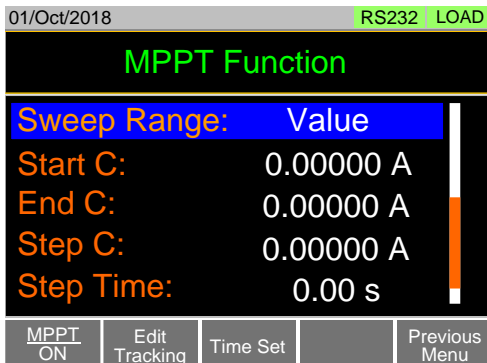 01/Oct/2018 RS232 LOAD
MPPT Function
Sweep Range: Value
Start C: 0.00000 A
End C: 0.00000 A
Step C: 0.00000 A
Step Time: 0.00 s
MPPT Edit Time Set Previous
ON Tracking Menu